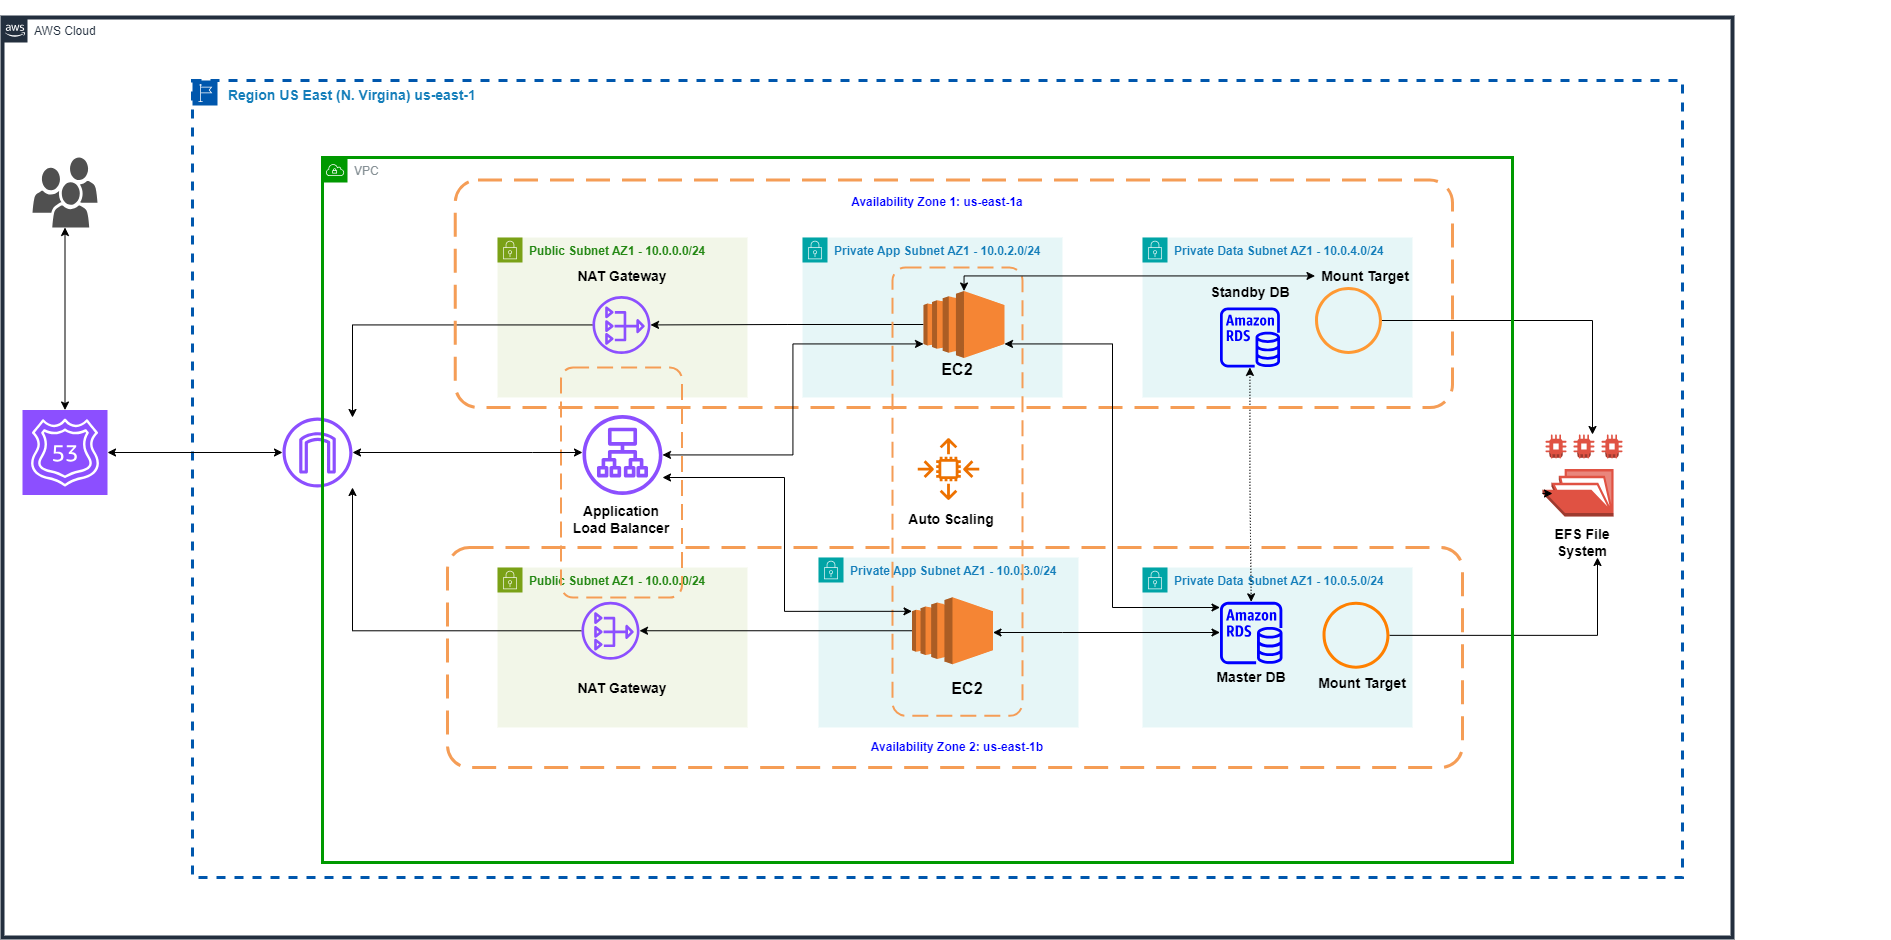 aws
AWS Cloud
Region US East (N. Virgina) us-east-1
VPC
Availability Zone 1: us-east-1a
Public Subnet AZ1 - 10.0.0.0/24
Private App Subnet AZ1 - 10.0.2.0/24
Private Data Subnet AZ1 - 10.0.4.0/24
NAT Gateway
Mount Target
Standby DB
Amazon
RDS
EC2
53
Application
Load Balancer
Auto Scaling
EFS File
System
Public Subnet AZ1 - 10.0.0.0/24
Private App Subnet AZ1 - 10.0.3.0/24
Private Data Subnet AZ1 - 10.0.5.0/24
Amazon
RDS
Master DB
Mount Target
NAT Gateway
EC2
Availability Zone 2: us-east-1b